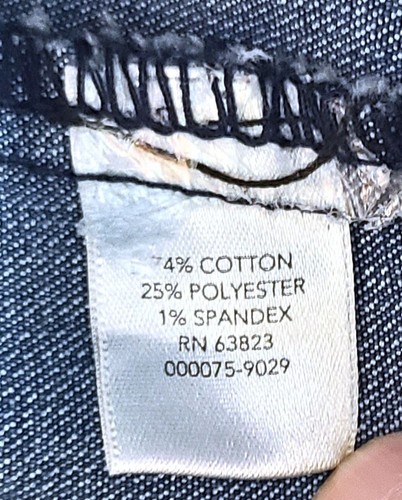 74% COTTON
25% POLYESTER
1% SPANDEX
RN 63823
000075-9029